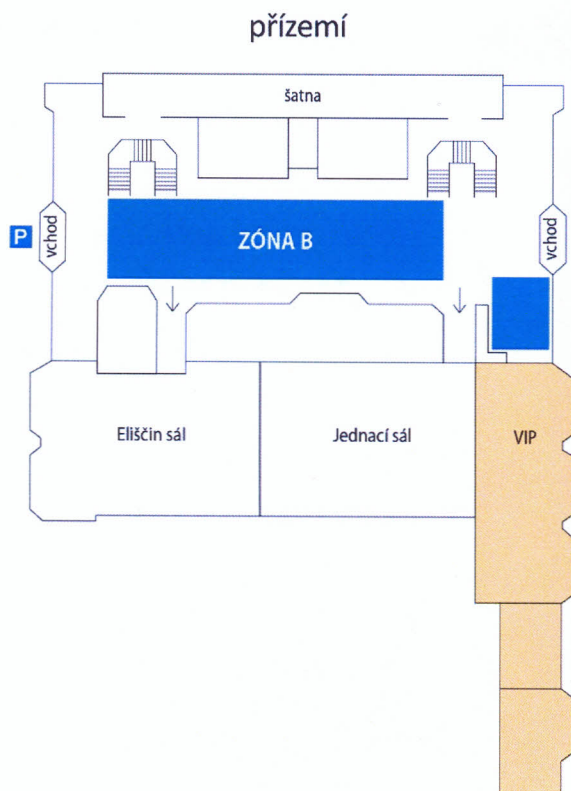 přízemí
šatna
P
vchod
ZÓNA B
vchod
Eliščin sál
Jednací sál
VIP